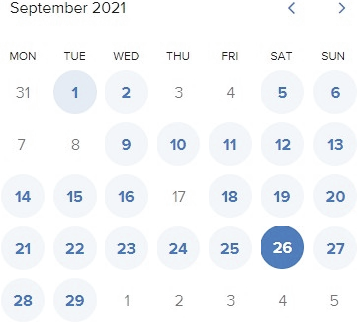 September 2021
MON TUE WED THU FRI SAT SUN
31 1 2 3 4 5 6
7 8 9 10 11 12 13
14 15 16 17 18 19 20
21 22 23 24 25 26 27
28 29 1 2 3 4 5